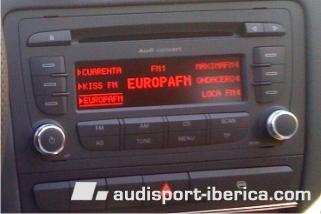 Audi concert
CUARENTA FM1 MAXIMAFM
KISS FM EUROPAFM ONDACERO
EUROPAFM LOCA FM
FM AM CD SCAN
AS TONE MENU TP
audisport-iberica.com